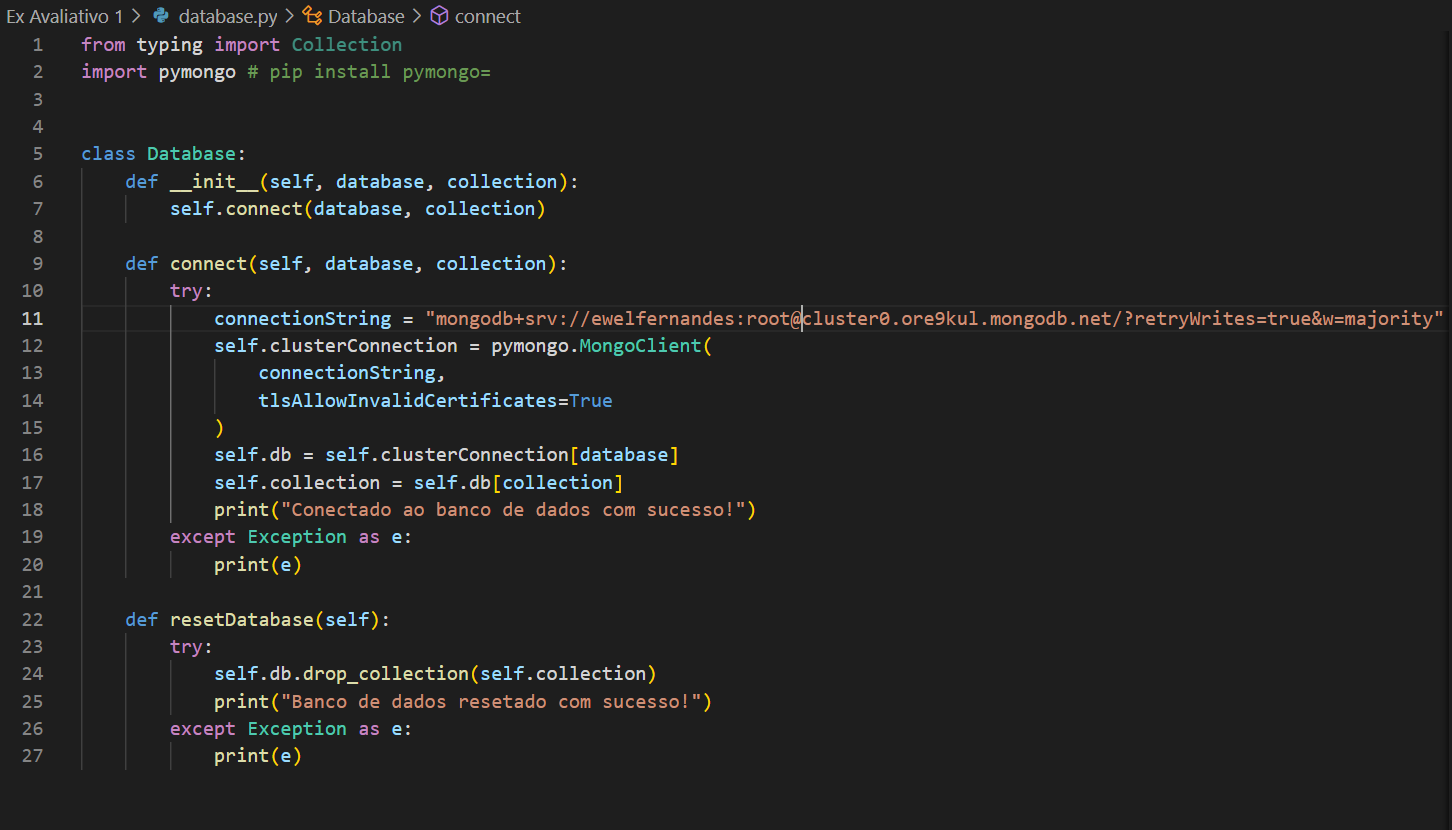 Ex Avaliativo 1 > database.py > Database > connect
1 from typing import Collection
2 import pymongo # pip install pymongo=
3
4
5 class Database:
6     def __init__(self, database, collection):
7         self.connect(database, collection)
8
9     def connect(self, database, collection):
10         try:
11             connectionString = "mongodb+srv://ewelfernandes:root@cluster0.ore9kul.mongodb.net/?retryWrites=true&w=majority"
12             self.clusterConnection = pymongo.MongoClient(
13                 connectionString,
14                 tlsAllowInvalidCertificates=True
15             )
16             self.db = self.clusterConnection[database]
17             self.collection = self.db[collection]
18             print("Conectado ao banco de dados com sucesso!")
19         except Exception as e:
20             print(e)
21
22     def resetDatabase(self):
23         try:
24             self.db.drop_collection(self.collection)
25             print("Banco de dados resetado com sucesso!")
26         except Exception as e:
27             print(e)